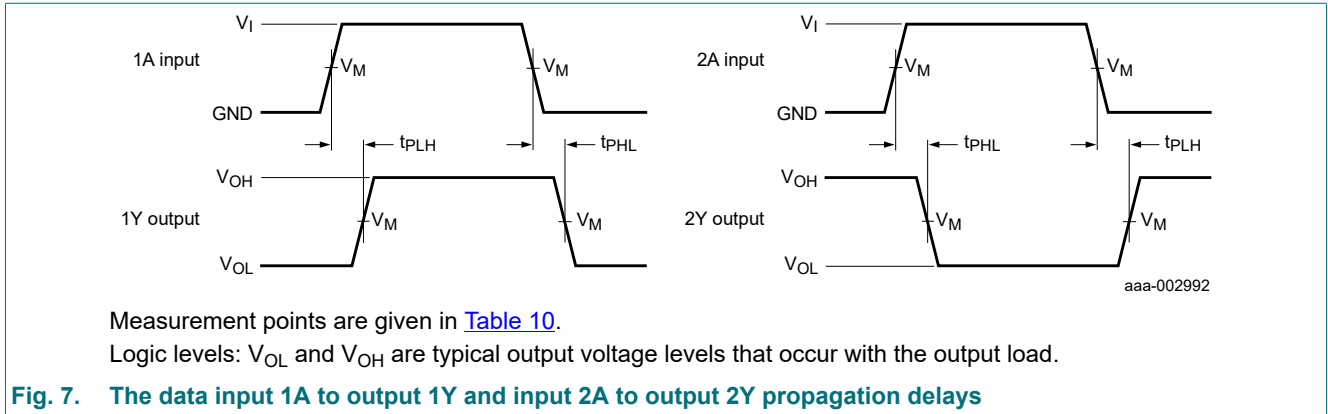 VI
1A input
VM
VM
GND
tPLH
tPHL
VOH
1Y output
VM
VM
VOL
VI
2A input
VM
VM
GND
tPHL
tPLH
VOH
2Y output
VM
VM
VOL
aaa-002992
Measurement points are given in Table 10.
Logic levels: VOL and VOH are typical output voltage levels that occur with the output load.
Fig. 7. The data input 1A to output 1Y and input 2A to output 2Y propagation delays